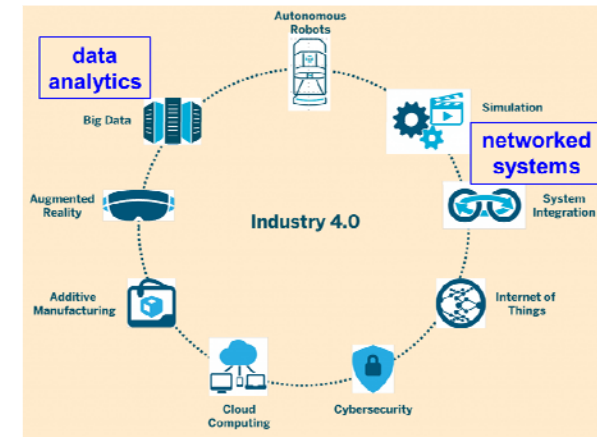 Autonomous
Robots
data
analytics
Big Data
Simulation
networked
systems
Augmented
Reality
System
Integration
Industry 4.0
Additive
Manufacturing
Internet of
Things
Cloud
Computing
Cybersecurity